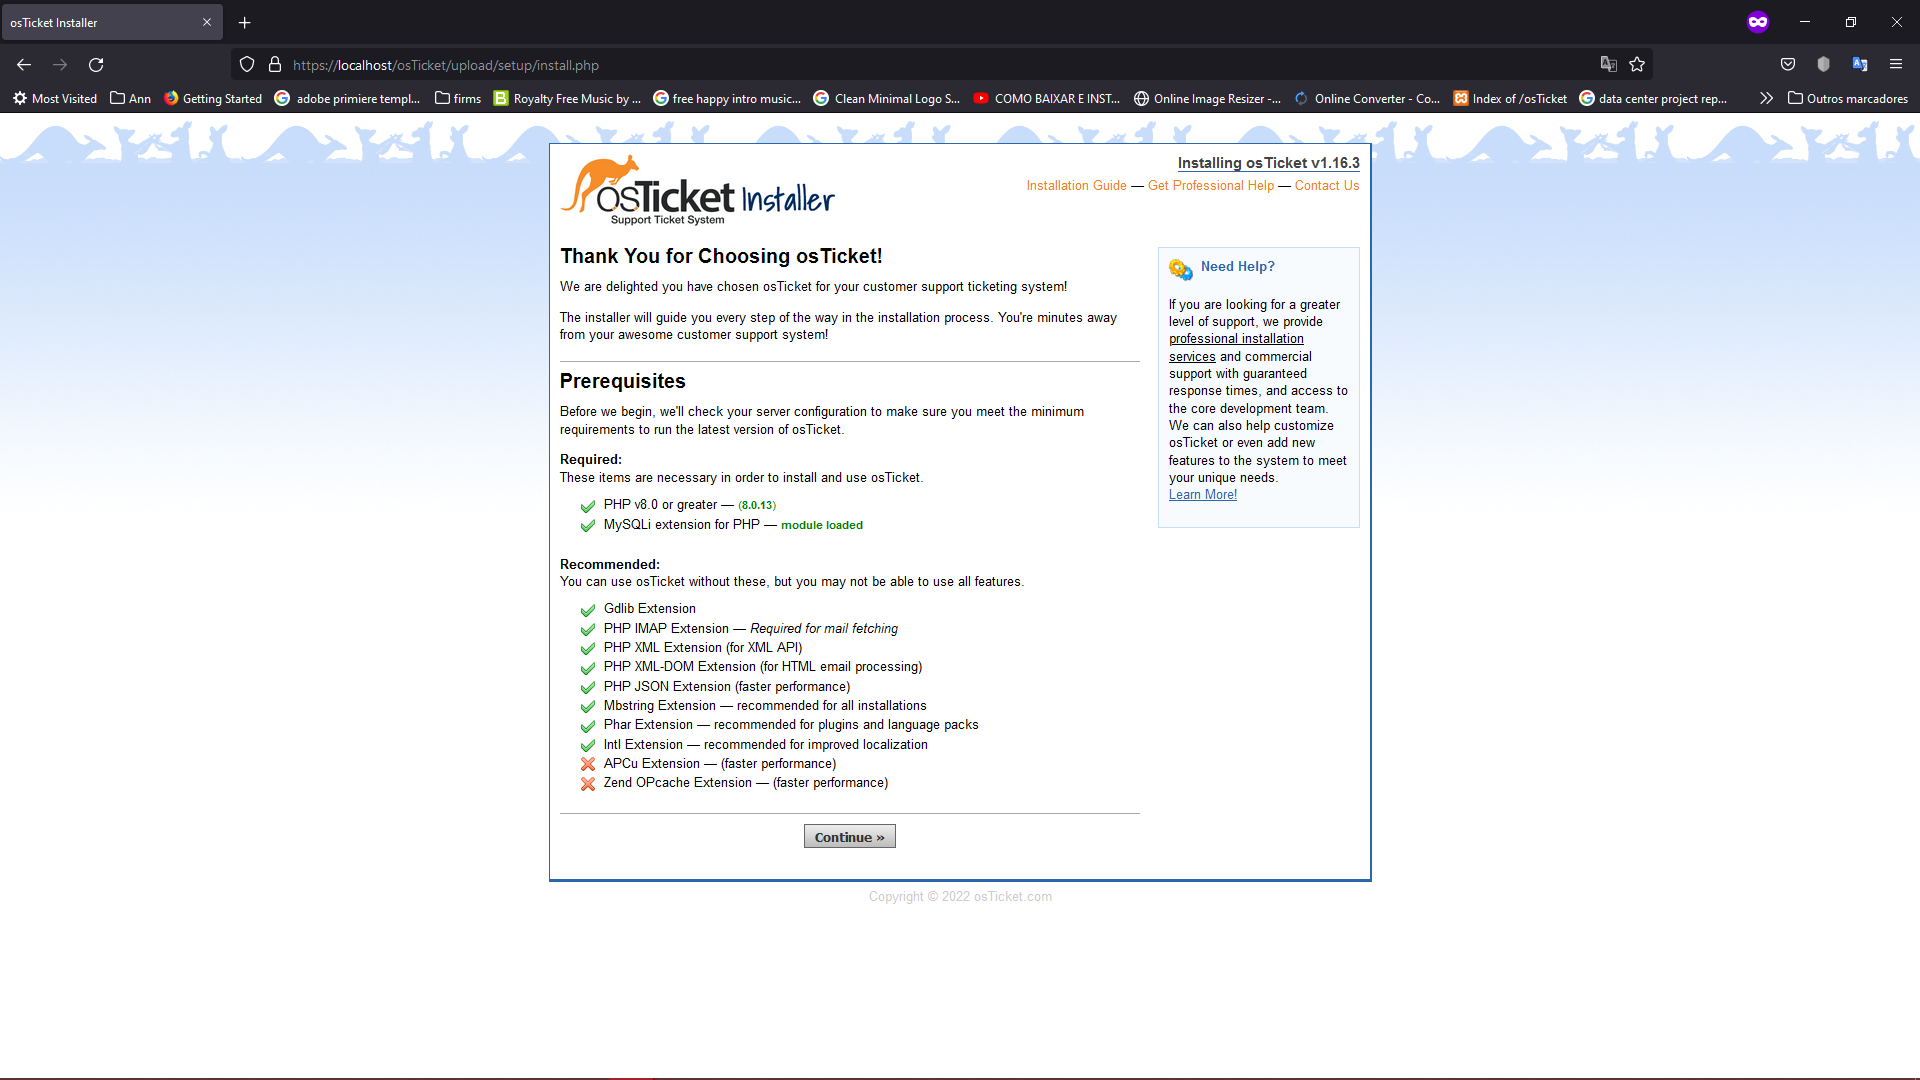 osTicket Installer
https://localhost/osTicket/upload/setup/install.php
Most Visited
Ann
Getting Started
adobe primiere templ...
firms
Royalty Free Music by ...
free happy intro music...
Clean Minimal Logo S...
COMO BAIXAR E INST...
Online Image Resizer -...
Online Converter - Co...
Index of /osTicket
data center project rep...
Outros marcadores
osTicket Installer
Support Ticket System
Installing osTicket v1.16.3
Installation Guide — Get Professional Help — Contact Us
Thank You for Choosing osTicket!
We are delighted you have chosen osTicket for your customer support ticketing system!
The installer will guide you every step of the way in the installation process. You're minutes away
from your awesome customer support system!
Prerequisites
Before we begin, we'll check your server configuration to make sure you meet the minimum
requirements to run the latest version of osTicket.
Required:
These items are necessary in order to install and use osTicket.
PHP v8.0 or greater — (8.0.13)
MySQLi extension for PHP — module loaded
Recommended:
You can use osTicket without these, but you may not be able to use all features.
Gdlib Extension
PHP IMAP Extension — Required for mail fetching
PHP XML Extension (for XML API)
PHP XML-DOM Extension (for HTML email processing)
PHP JSON Extension (faster performance)
Mbstring Extension — recommended for all installations
Phar Extension — recommended for plugins and language packs
Intl Extension — recommended for improved localization
APCu Extension — (faster performance)
Zend OPcache Extension — (faster performance)
Continue »
Need Help?
If you are looking for a greater
level of support, we provide
professional installation
services and commercial
support with guaranteed
response times, and access to
the core development team.
We can also help customize
osTicket or even add new
features to the system to meet
your unique needs.
Learn More!
Copyright © 2022 osTicket.com